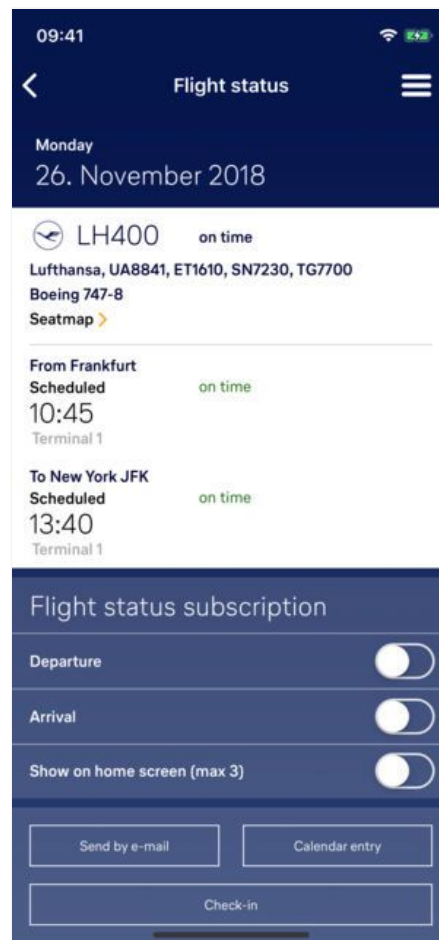 09:41
Flight status
Monday
26. November 2018
LH400 on time
Lufthansa, UA8841, ET1610, SN7230, TG7700
Boeing 747-8
Seatmap >
From Frankfurt
Scheduled on time
10:45
Terminal 1
To New York JFK
Scheduled on time
13:40
Terminal 1
Flight status subscription
Departure
Arrival
Show on home screen (max 3)
Send by e-mail Calendar entry
Check-in